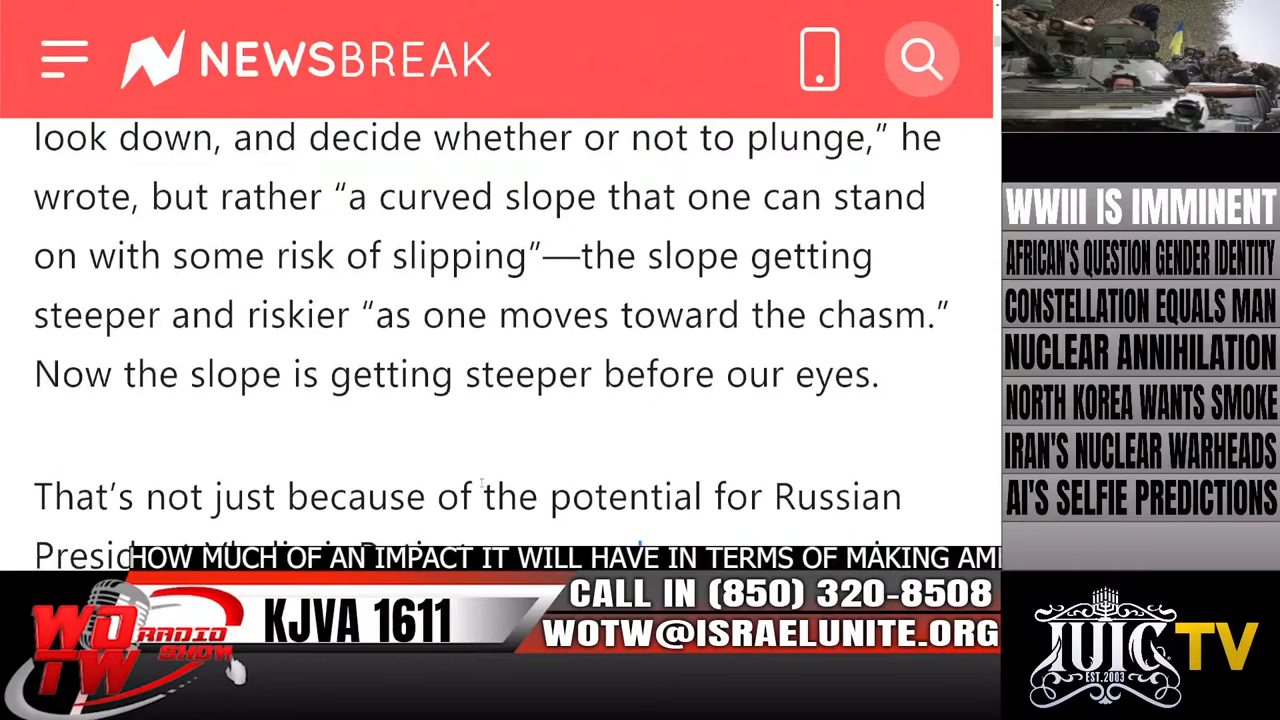 NEWSBREAK
look down, and decide whether or not to plunge,” he
wrote, but rather “a curved slope that one can stand
on with some risk of slipping”—the slope getting
steeper and riskier “as one moves toward the chasm.”
Now the slope is getting steeper before our eyes.
That’s not just because of the potential for Russian
HOW MUCH OF AN IMPACT IT WILL HAVE IN TERMS OF MAKING AM
WOTW
RADIO
SHOW
KJVA 1611
CALL IN (850) 320-8508
WOTW@ISRAELUNITE.ORG
WWIII IS IMMINENT
AFRICAN'S QUESTION GENDER IDENTITY
CONSTELLATION EQUALS MAN
NUCLEAR ANNIHILATION
NORTH KOREA WANTS SMOKE
IRAN'S NUCLEAR WARHEADS
AI'S SELFIE PREDICTIONS
IUIC TV
EST.2003